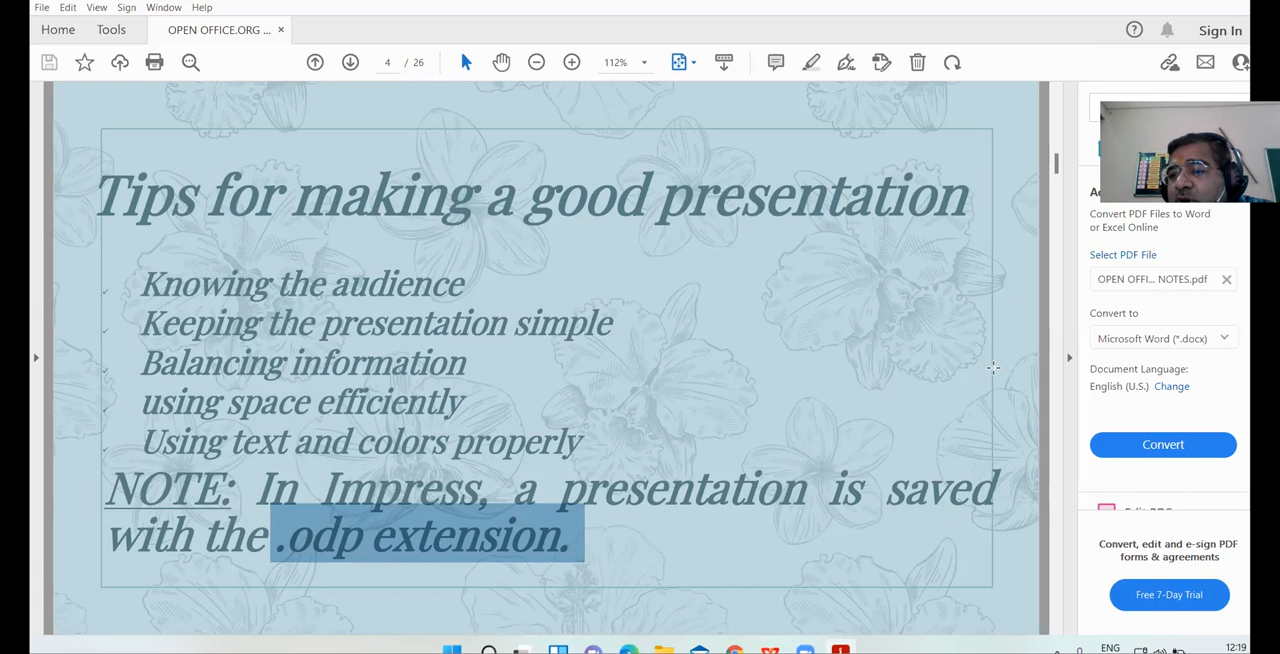 File Edit View Sign Window Help
Home Tools OPEN OFFICE.ORG ... × Sign In
4 / 26 112%
Tips for making a good presentation
Knowing the audience
Keeping the presentation simple
Balancing information
using space efficiently
Using text and colors properly
NOTE: In Impress, a presentation is saved
with the .odp extension.
Convert PDF Files to Word
or Excel Online
Select PDF File
OPEN OFFI... NOTES.pdf
Convert to
Microsoft Word (*.docx)
Document Language:
English (U.S.) Change
Convert
Convert, edit and e-sign PDF
forms & agreements
Free 7-Day Trial
ENG 12:19